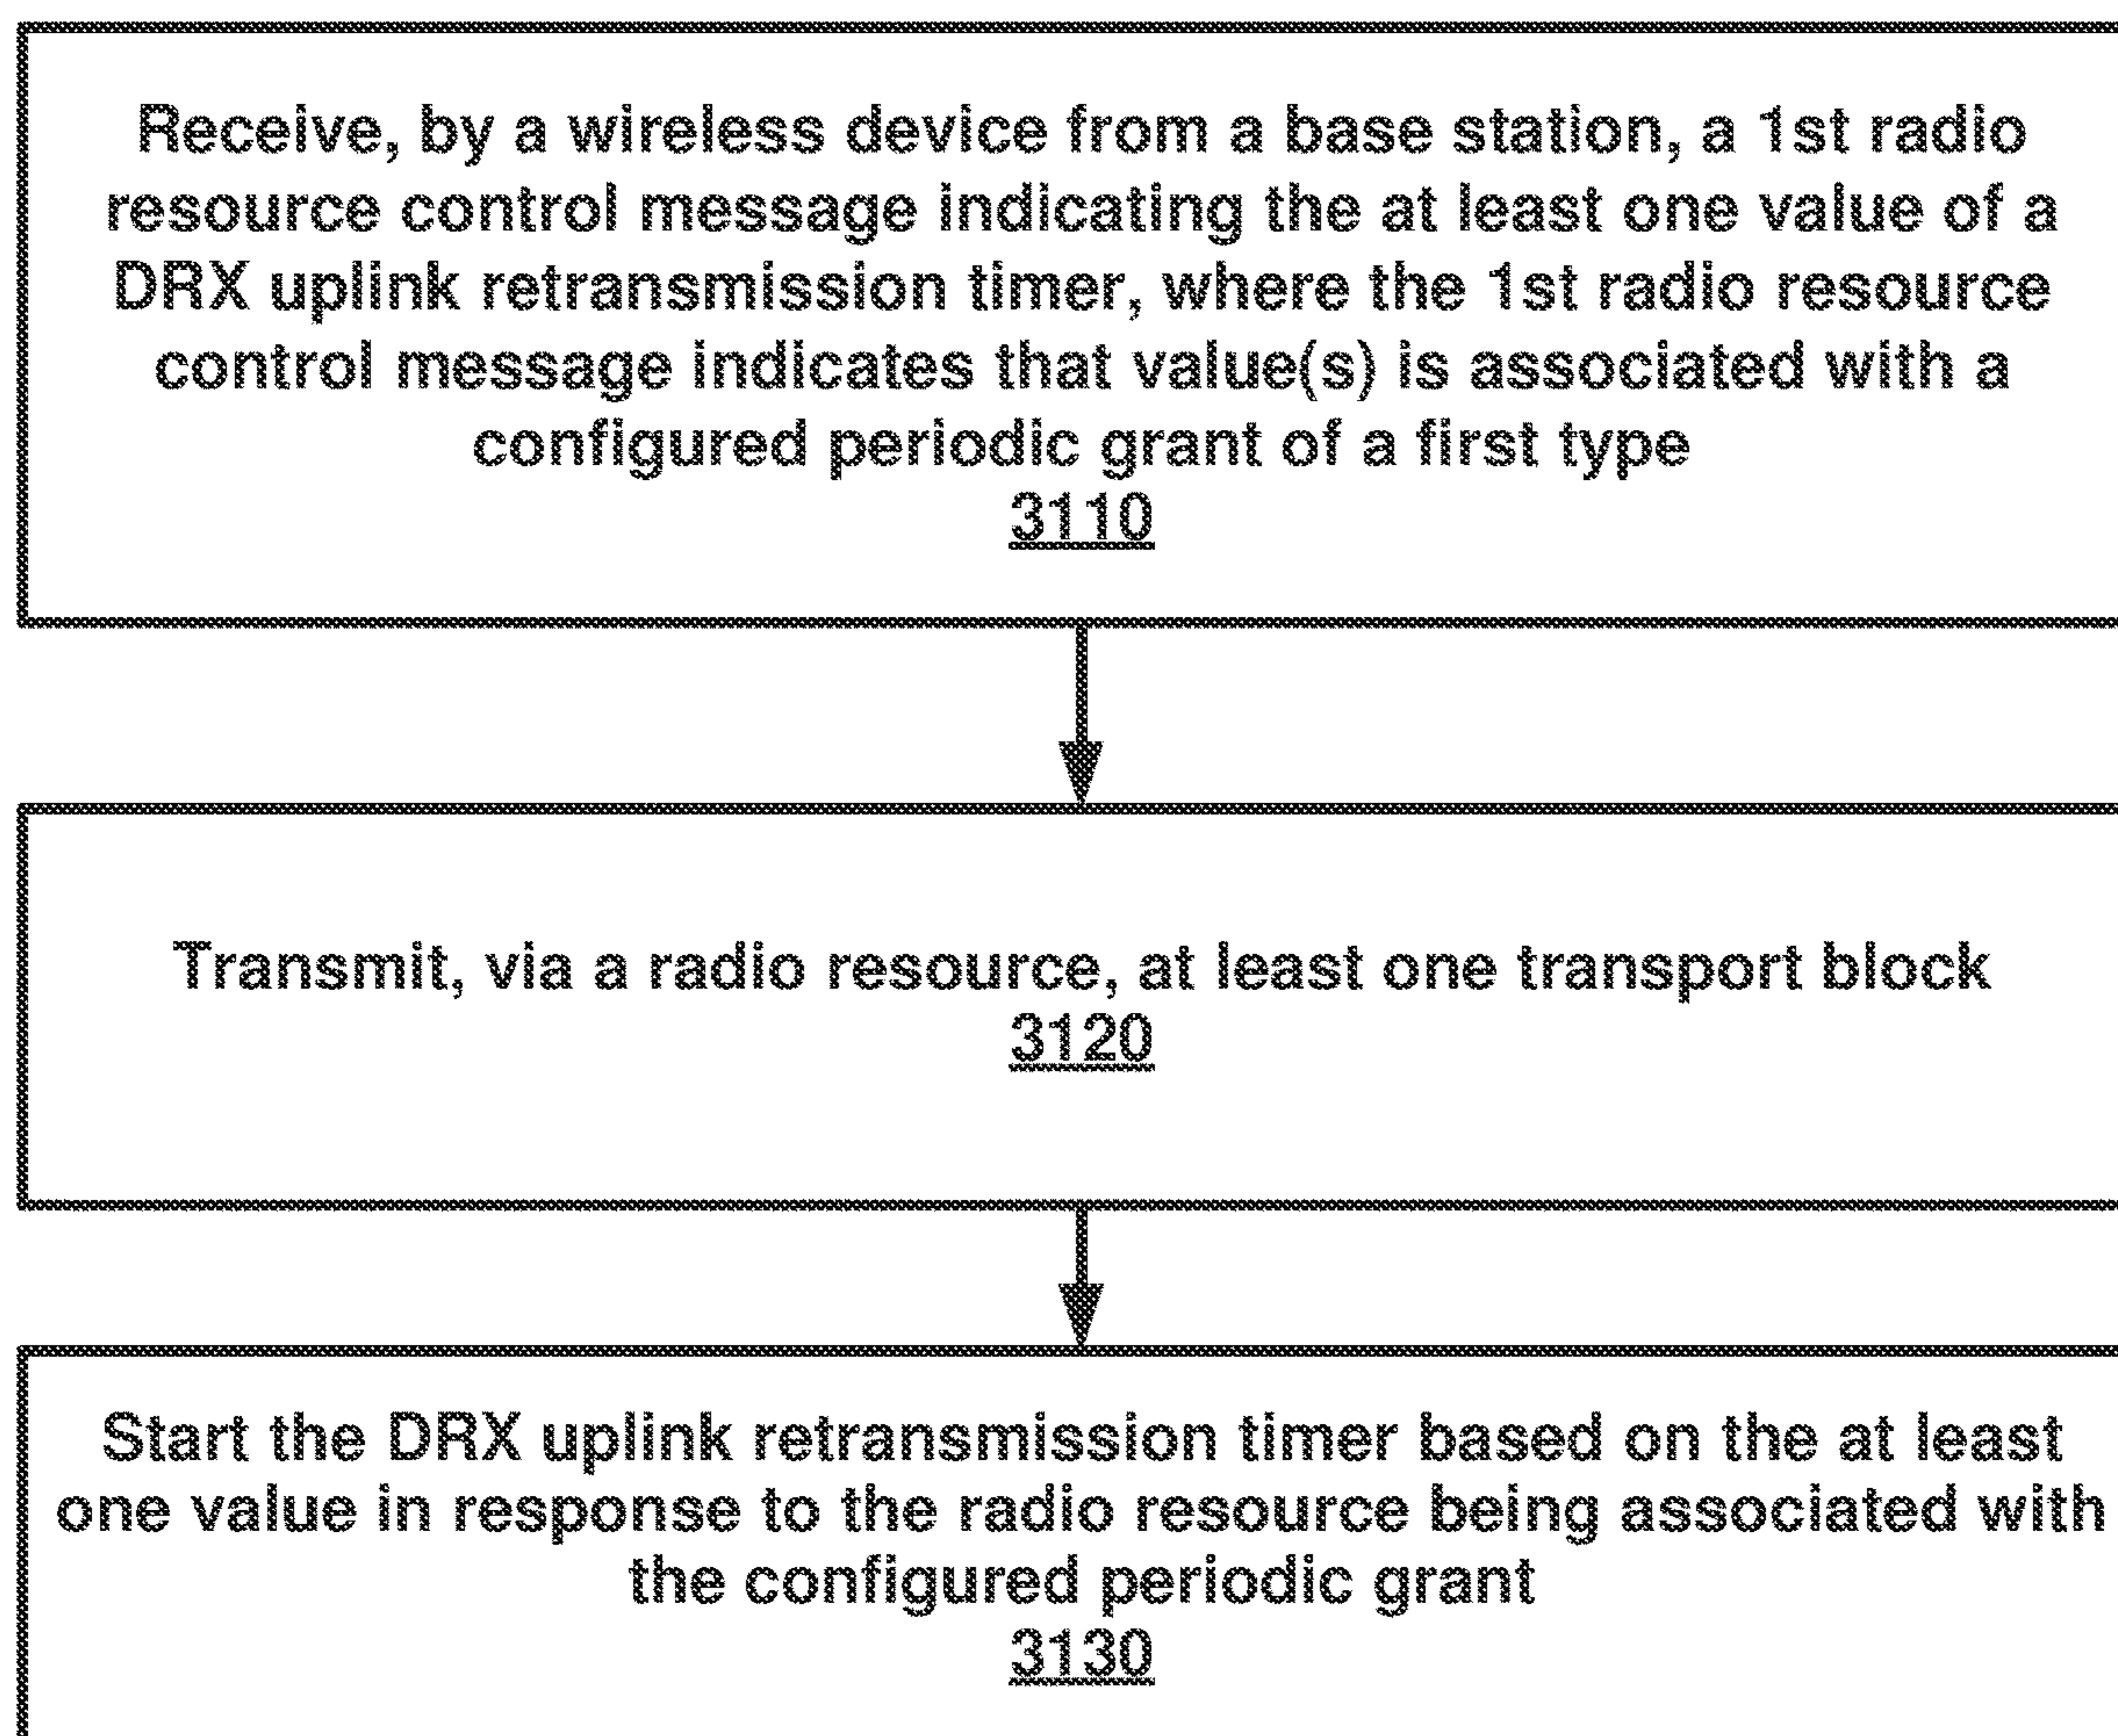 Receive, by a wireless device from a base station, a 1st radio
resource control message indicating the at least one value of a
DRX uplink retransmission timer, where the 1st radio resource
control message indicates that value(s) is associated with a
configured periodic grant of a first type
3110
Transmit, via a radio resource, at least one transport block
3120
Start the DRX uplink retransmission timer based on the at least
one value in response to the radio resource being associated with
the configured periodic grant
3130